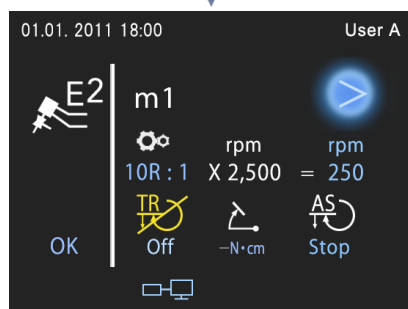 01.01. 2011 18:00 User A
E2 m1 >
rpm rpm
10R : 1 X 2,500 = 250
TR AS
OK Off –N•cm Stop